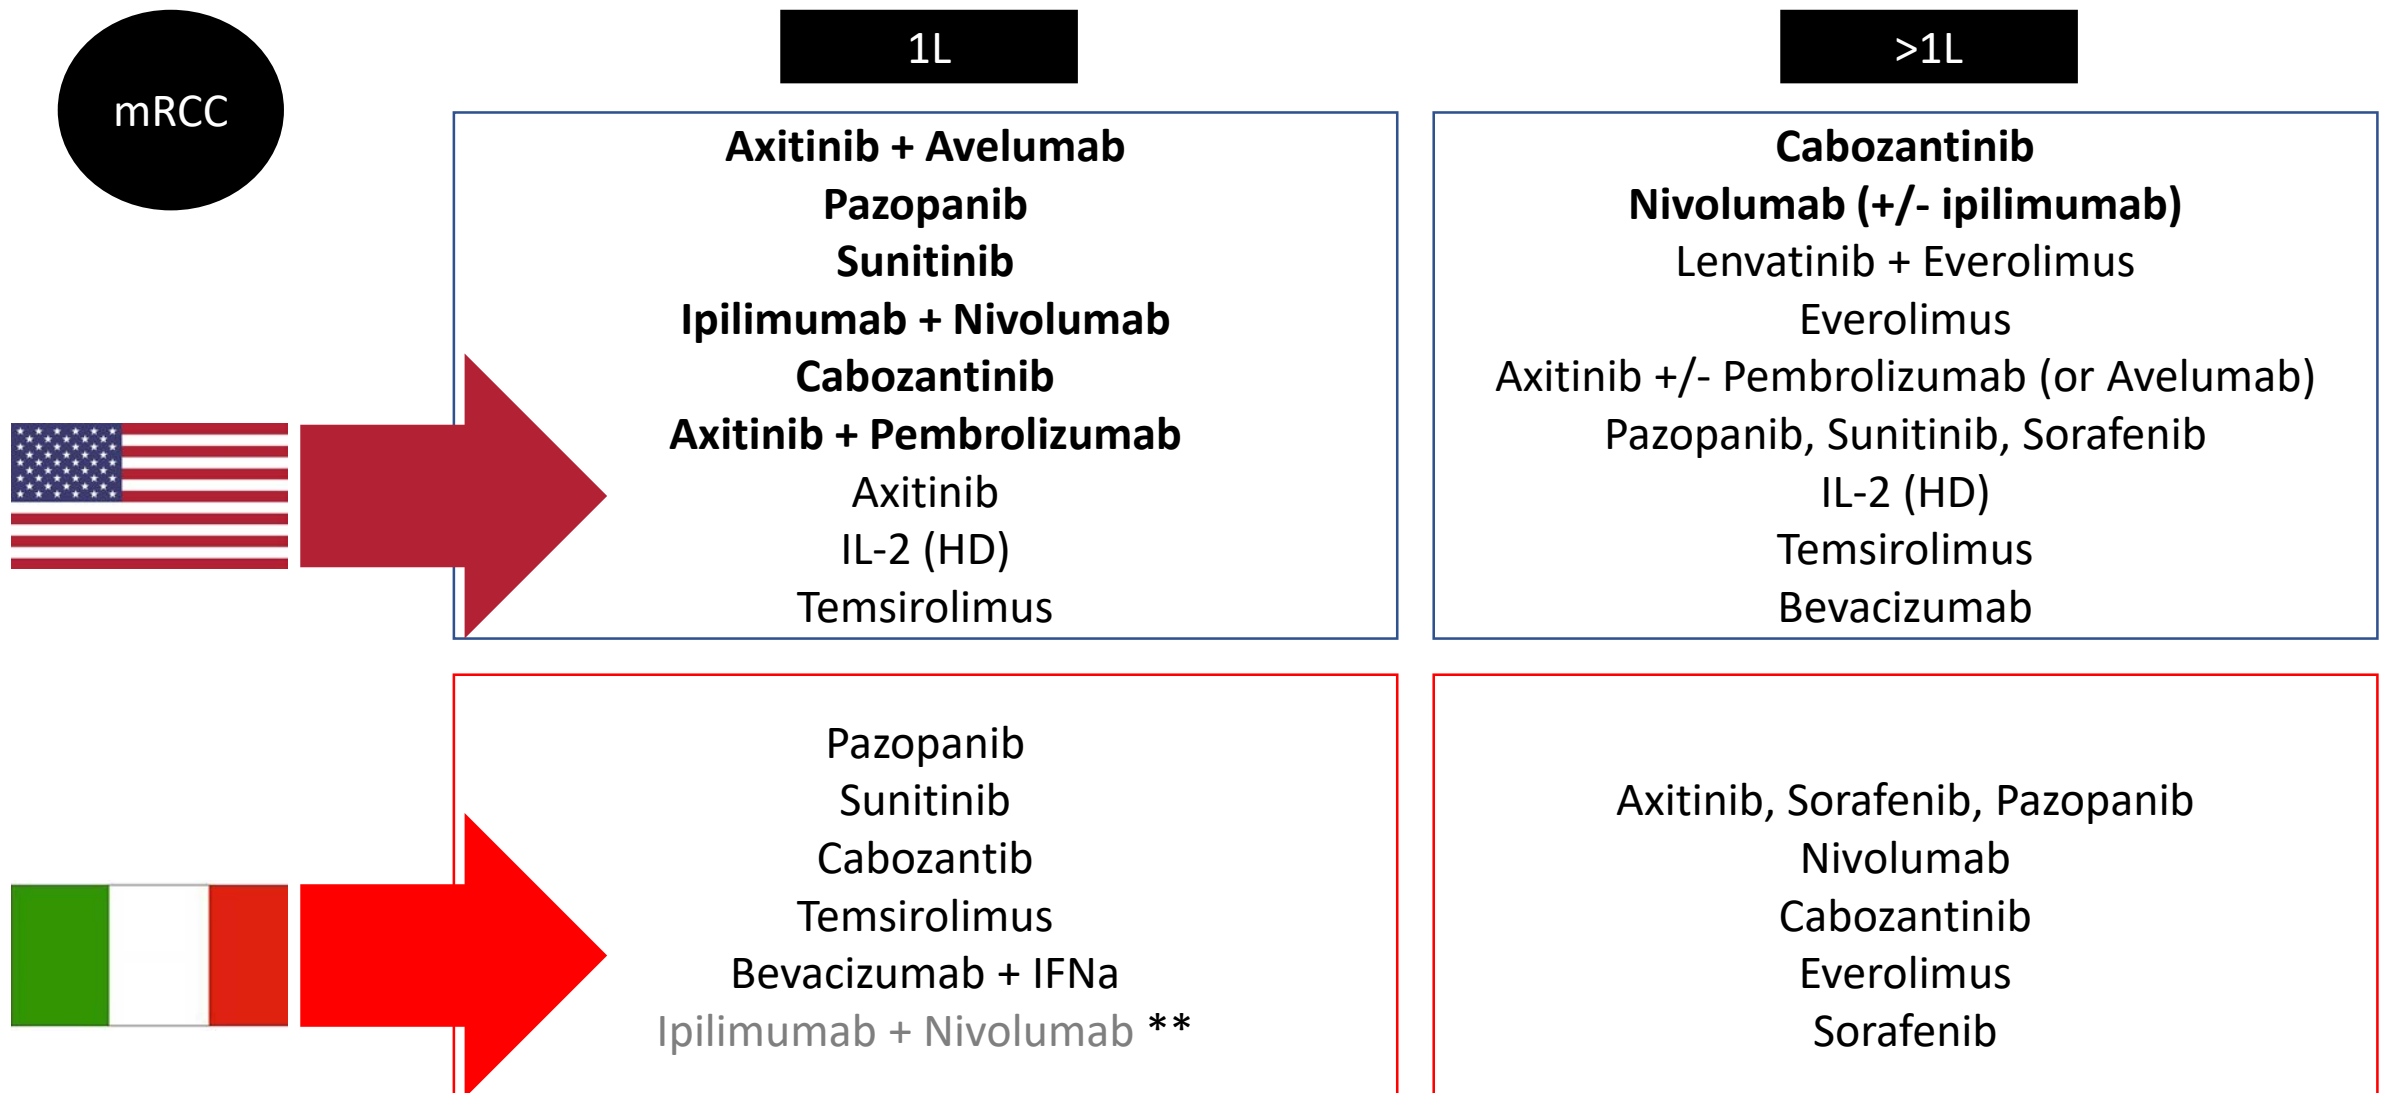 mRCC
1L
>1L
Axitinib + Avelumab
Pazopanib
Sunitinib
Ipilimumab + Nivolumab
Cabozantinib
Axitinib + Pembrolizumab
Axitinib
IL-2 (HD)
Temsirolimus
Cabozantinib
Nivolumab (+/- ipilimumab)
Lenvatinib + Everolimus
Everolimus
Axitinib +/- Pembrolizumab (or Avelumab)
Pazopanib, Sunitinib, Sorafenib
IL-2 (HD)
Temsirolimus
Bevacizumab
Pazopanib
Sunitinib
Cabozantib
Temsirolimus
Bevacizumab + IFNa
Ipilimumab + Nivolumab **
Axitinib, Sorafenib, Pazopanib
Nivolumab
Cabozantinib
Everolimus
Sorafenib